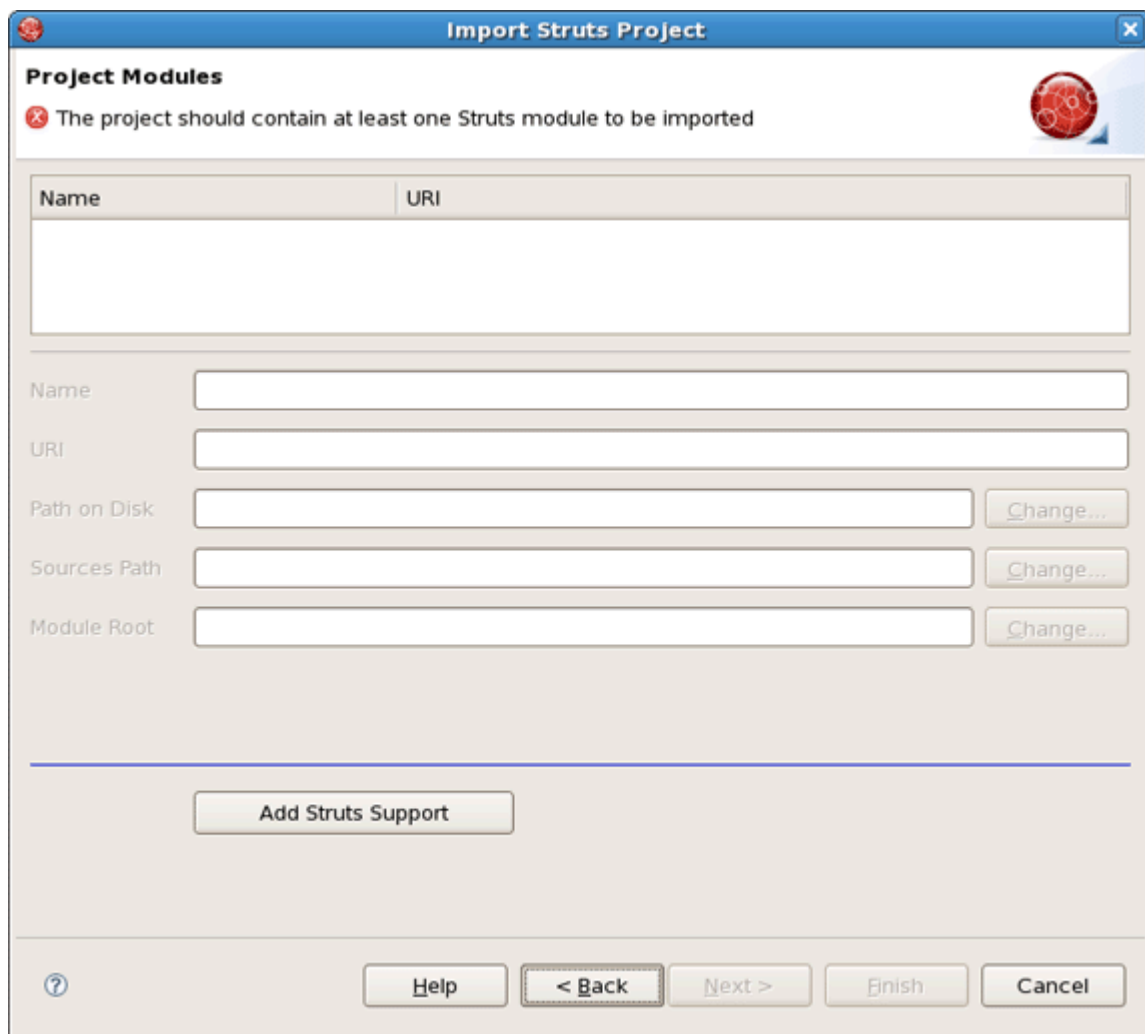 Import Struts Project
Project Modules
The project should contain at least one Struts module to be imported
Name URI
Name
URI
Path on Disk Change...
Sources Path Change...
Module Root Change...
Add Struts Support
? Help < Back Next > Finish Cancel